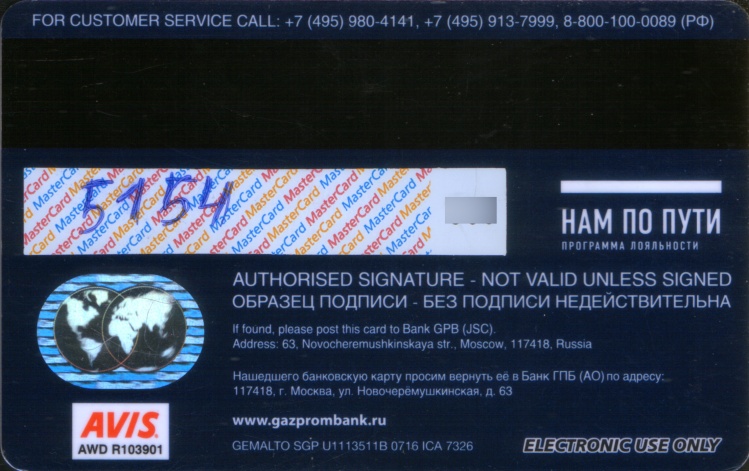 FOR CUSTOMER SERVICE CALL: +7 (495) 980-4141, +7 (495) 913-7999, 8-800-100-0089 (РФ)
MasterCard MasterCard MasterCard MasterCard
5154
НАМ ПО ПУТИ
ПРОГРАММА ЛОЯЛЬНОСТИ
AUTHORISED SIGNATURE - NOT VALID UNLESS SIGNED
ОБРАЗЕЦ ПОДПИСИ - БЕЗ ПОДПИСИ НЕДЕЙСТВИТЕЛЬНА
If found, please post this card to Bank GPB (JSC).
Address: 63, Novocheremushkinskaya str., Moscow, 117418, Russia
Нашедшего банковскую карту просим вернуть её в Банк ГПБ (АО) по адресу:
117418, г. Москва, ул. Новочерёмушкинская, д. 63
AVIS
AWD R103901
www.gazprombank.ru
GEMALTO SGP U1113511B 0716 ICA 7326
ELECTRONIC USE ONLY